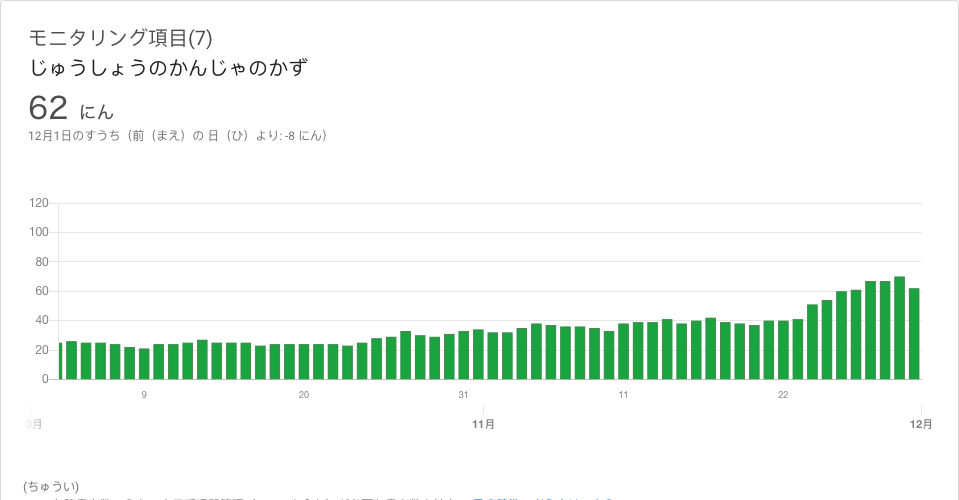 モニタリング項目(7)
じゅうしょうのかんじゃのかず
62 にん
12月1日のすうち（前（まえ）の 日（ひ）より: -8 にん）
120
100
80
60
40
20
0
9
20
31
11
22
0月
11月
12月
(ちゅうい)